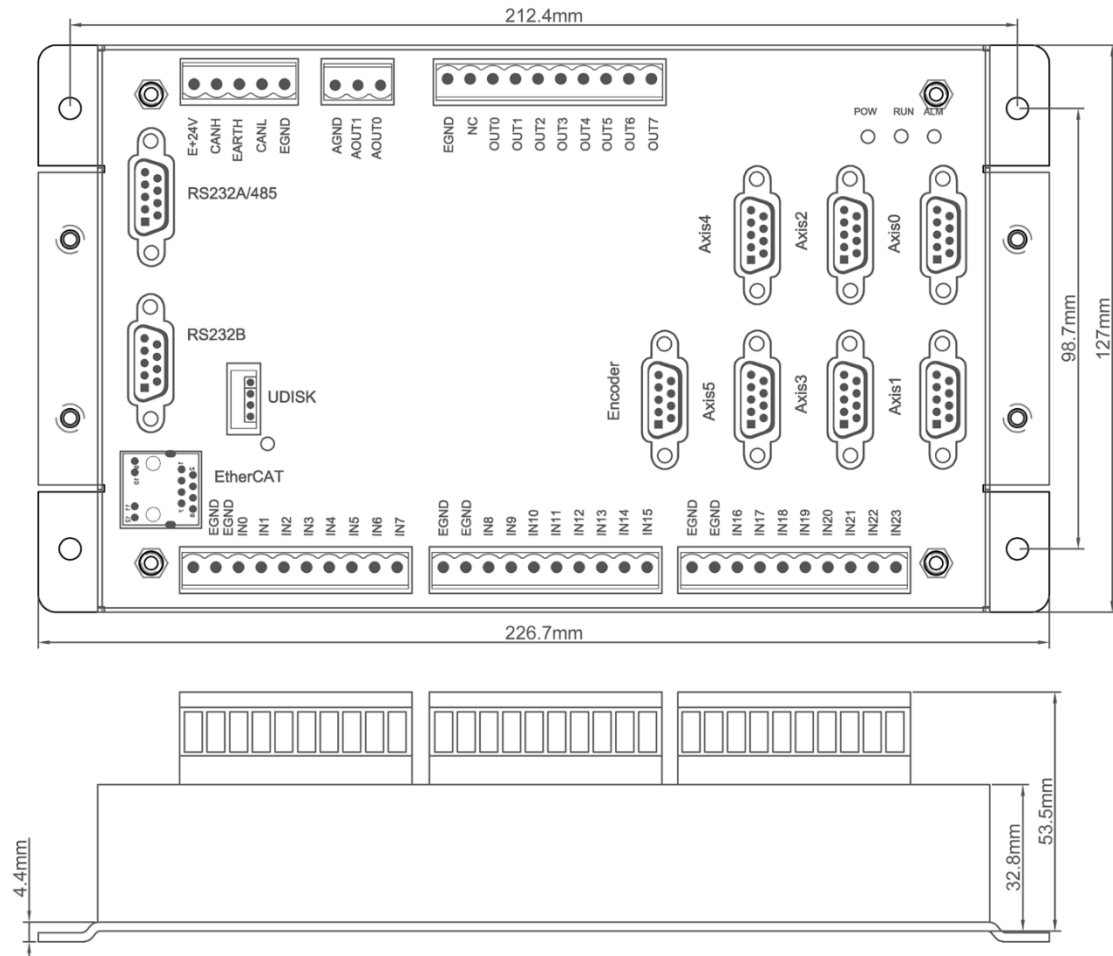 212.4mm
E+24V
CANH
EARTH
CANL
EGND
AGND
AOUT1
AOUT0
EGND
NC
OUT0
OUT1
OUT2
OUT3
OUT4
OUT5
OUT6
OUT7
POW
RUN
ALM
RS232A/485
Axis4
Axis2
Axis0
RS232B
UDISK
Encoder
Axis5
Axis3
Axis1
98.7mm
127mm
EtherCAT
EGND
EGND
IN0
IN1
IN2
IN3
IN4
IN5
IN6
IN7
EGND
EGND
IN8
IN9
IN10
IN11
IN12
IN13
IN14
IN15
EGND
EGND
IN16
IN17
IN18
IN19
IN20
IN21
IN22
IN23
226.7mm
4.4mm
32.8mm
53.5mm